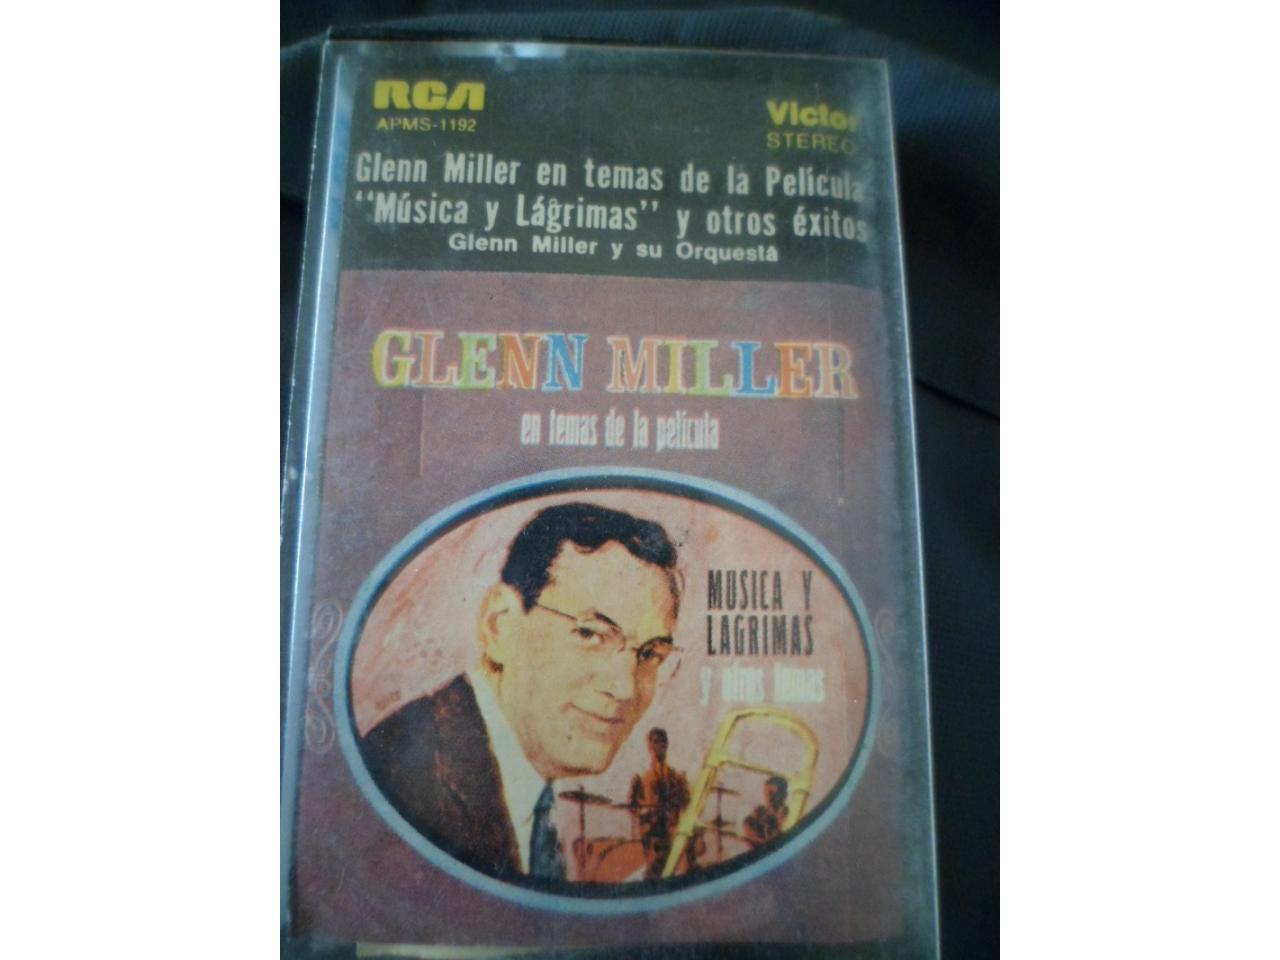 RCA
Victor
APMS-1192
STEREO
Glenn Miller en temas de la Película
"Música y Lágrimas" y otros éxitos
Glenn Miller y su Orquesta
GLENN MILLER
en temas de la película
MUSICA Y
LAGRIMAS
y otros temas